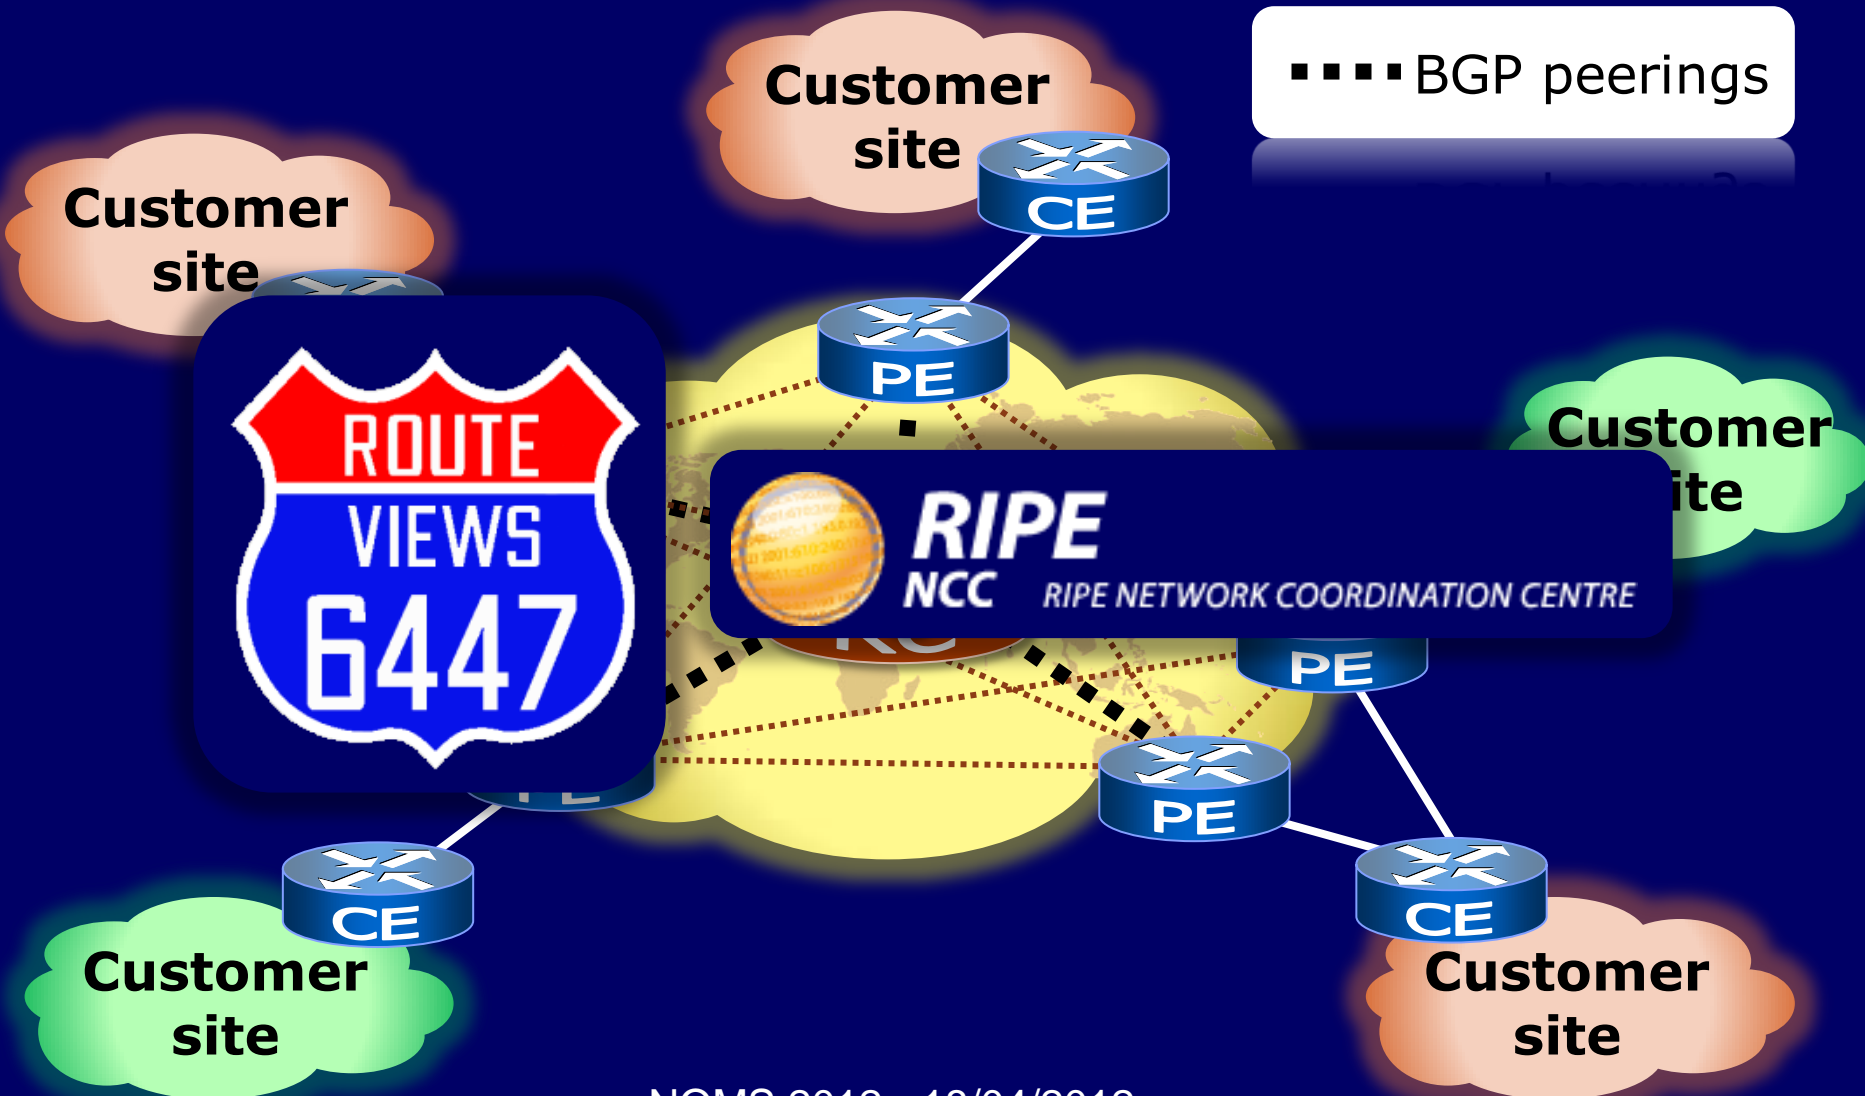 Customer
site
BGP peerings
CE
Customer
site
PE
ROUTE
VIEWS
6447
RIPE
NCC RIPE NETWORK COORDINATION CENTRE
Customer
PE
PE
CE
Customer
site
CE
Customer
site